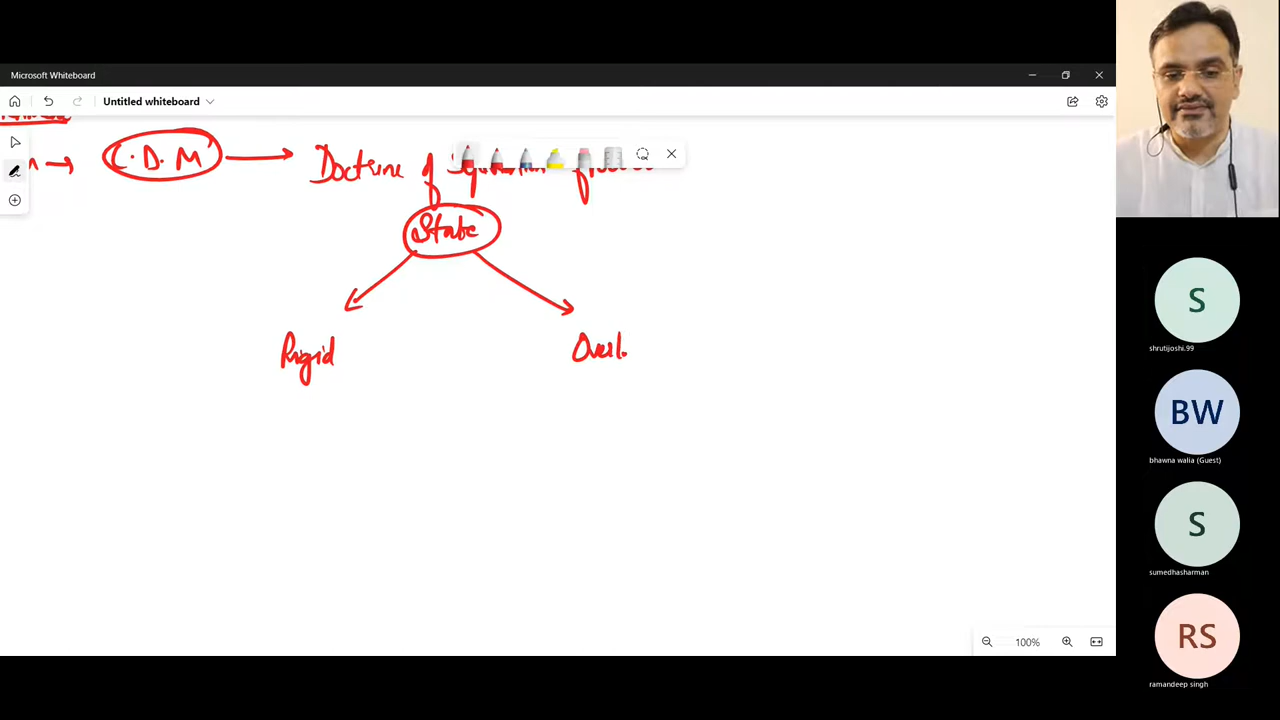 Microsoft Whiteboard
Untitled whiteboard
→ C.D.M → Doctrine of
State
Rigid
Overl.
100%
S
shrutijoshi.99
BW
bhawna walia (Guest)
S
sumedhasharman
RS
ramandeep singh